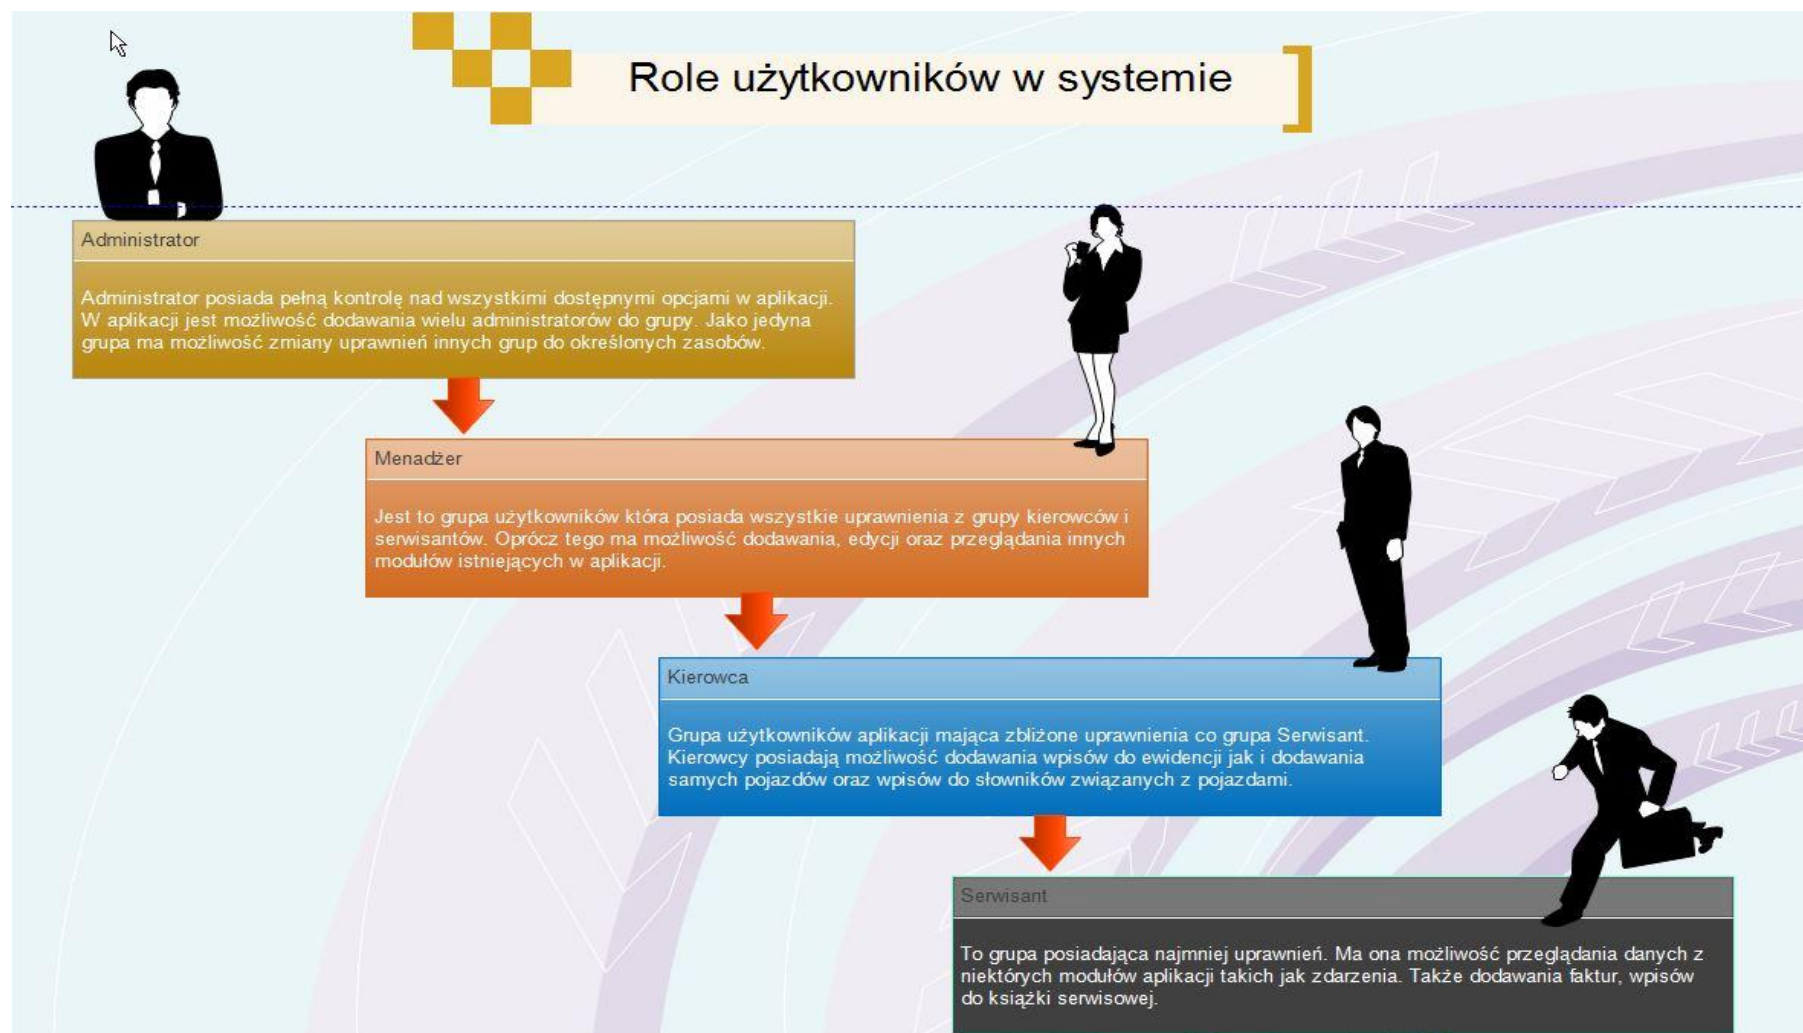 Role użytkowników w systemie
Administrator
Administrator posiada pełną kontrolę nad wszystkimi dostępnymi opcjami w aplikacji.
W aplikacji jest możliwość dodawania wielu administratorów do grupy. Jako jedyna
grupa ma możliwość zmiany uprawnień innych grup do określonych zasobów.
Menadżer
Jest to grupa użytkowników która posiada wszystkie uprawnienia z grupy kierowców i
serwisantów. Oprócz tego ma możliwość dodawania, edycji oraz przeglądania innych
modułów istniejących w aplikacji.
Kierowca
Grupa użytkowników aplikacji mająca zbliżone uprawnienia co grupa Serwisant.
Kierowcy posiadają możliwość dodawania wpisów do ewidencji jak i dodawania
samych pojazdów oraz wpisów do słowników związanych z pojazdami.
Serwisant
To grupa posiadająca najmniej uprawnień. Ma ona możliwość przeglądania danych z
niektórych modułów aplikacji takich jak zdarzenia. Także dodawania faktur, wpisów
do książki serwisowej.